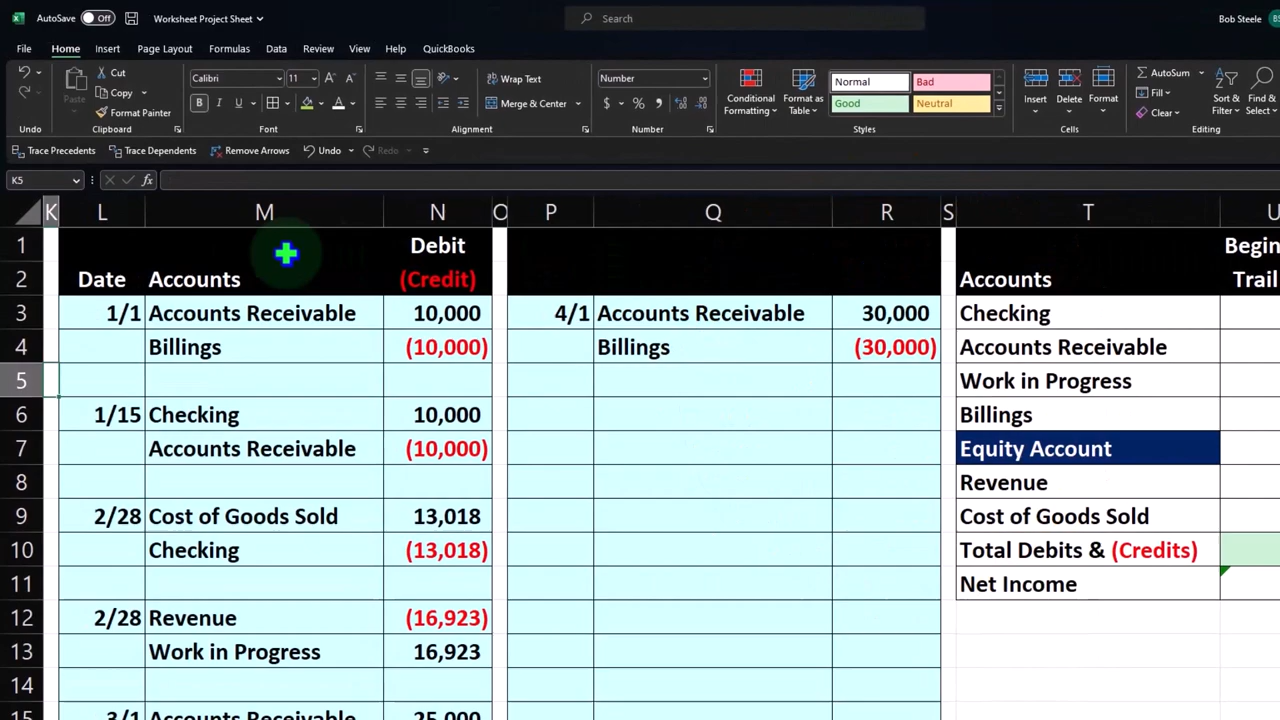 AutoSave Off Worksheet Project Sheet Search Bob Steele BS
File Home Insert Page Layout Formulas Data Review View Help QuickBooks
Cut Calibri 11 Wrap Text Number Normal Bad AutoSum
Paste Copy Merge & Center Conditional Formatting Format as Table Good Neutral Insert Delete Format Fill Sort & Filter Find & Select
Format Painter Clear
Undo Clipboard Font Alignment Number Styles Cells Editing
Trace Precedents Trace Dependents Remove Arrows Undo Redo
K5 fx
K L M N O P Q R S T U
1 Debit Begin
2 Date Accounts (Credit) Accounts Trail
3 1/1 Accounts Receivable 10,000 4/1 Accounts Receivable 30,000 Checking
4 Billings (10,000) Billings (30,000) Accounts Receivable
5 Work in Progress
6 1/15 Checking 10,000 Billings
7 Accounts Receivable (10,000) Equity Account
8 Revenue
9 2/28 Cost of Goods Sold 13,018 Cost of Goods Sold
10 Checking (13,018) Total Debits & (Credits)
11 Net Income
12 2/28 Revenue (16,923)
13 Work in Progress 16,923
14
15 3/1 Accounts Receivable 25,000